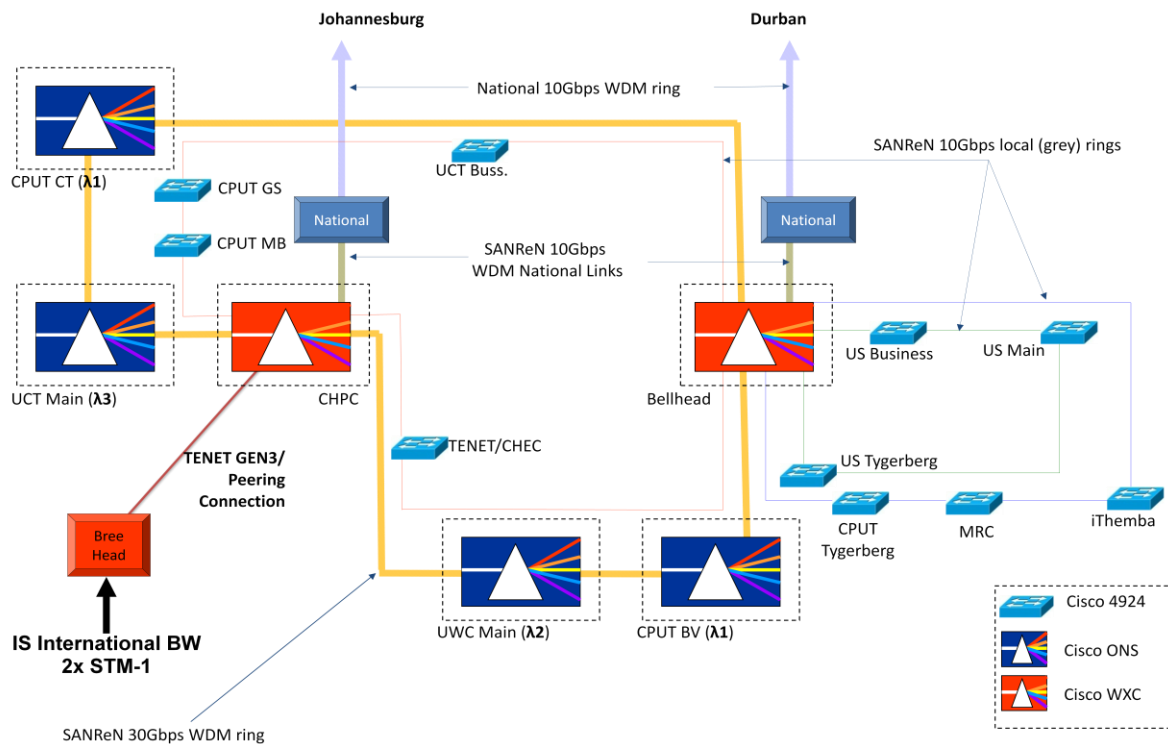 Johannesburg
Durban
National 10Gbps WDM ring
SANReN 10Gbps local (grey) rings
UCT Buss.
CPUT CT (λ1)
CPUT GS
National
National
CPUT MB
SANReN 10Gbps
WDM National Links
US Business
US Main
UCT Main (λ3)
CHPC
Bellhead
TENET GEN3/
Peering
Connection
TENET/CHEC
US Tygerberg
Bree
Head
CPUT
Tygerberg
MRC
iThemba
UWC Main (λ2)
CPUT BV (λ1)
IS International BW
2x STM-1
Cisco 4924
Cisco ONS
Cisco WXC
SANReN 30Gbps WDM ring